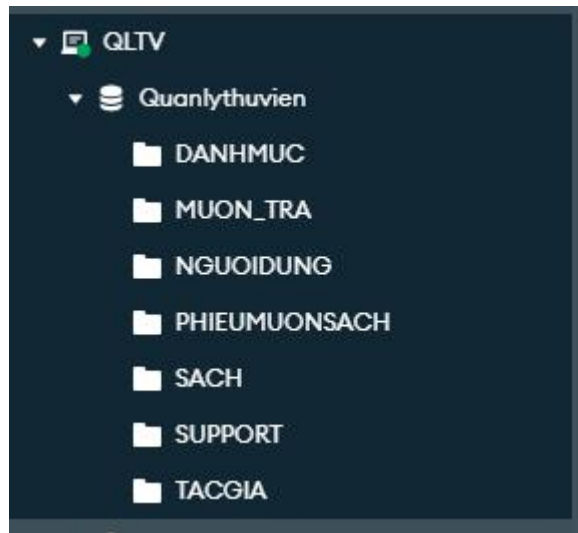 QLTV
Quanlythuvien
DANHMUC
MUON_TRA
NGUOIDUNG
PHIEUMUONSACH
SACH
SUPPORT
TACGIA